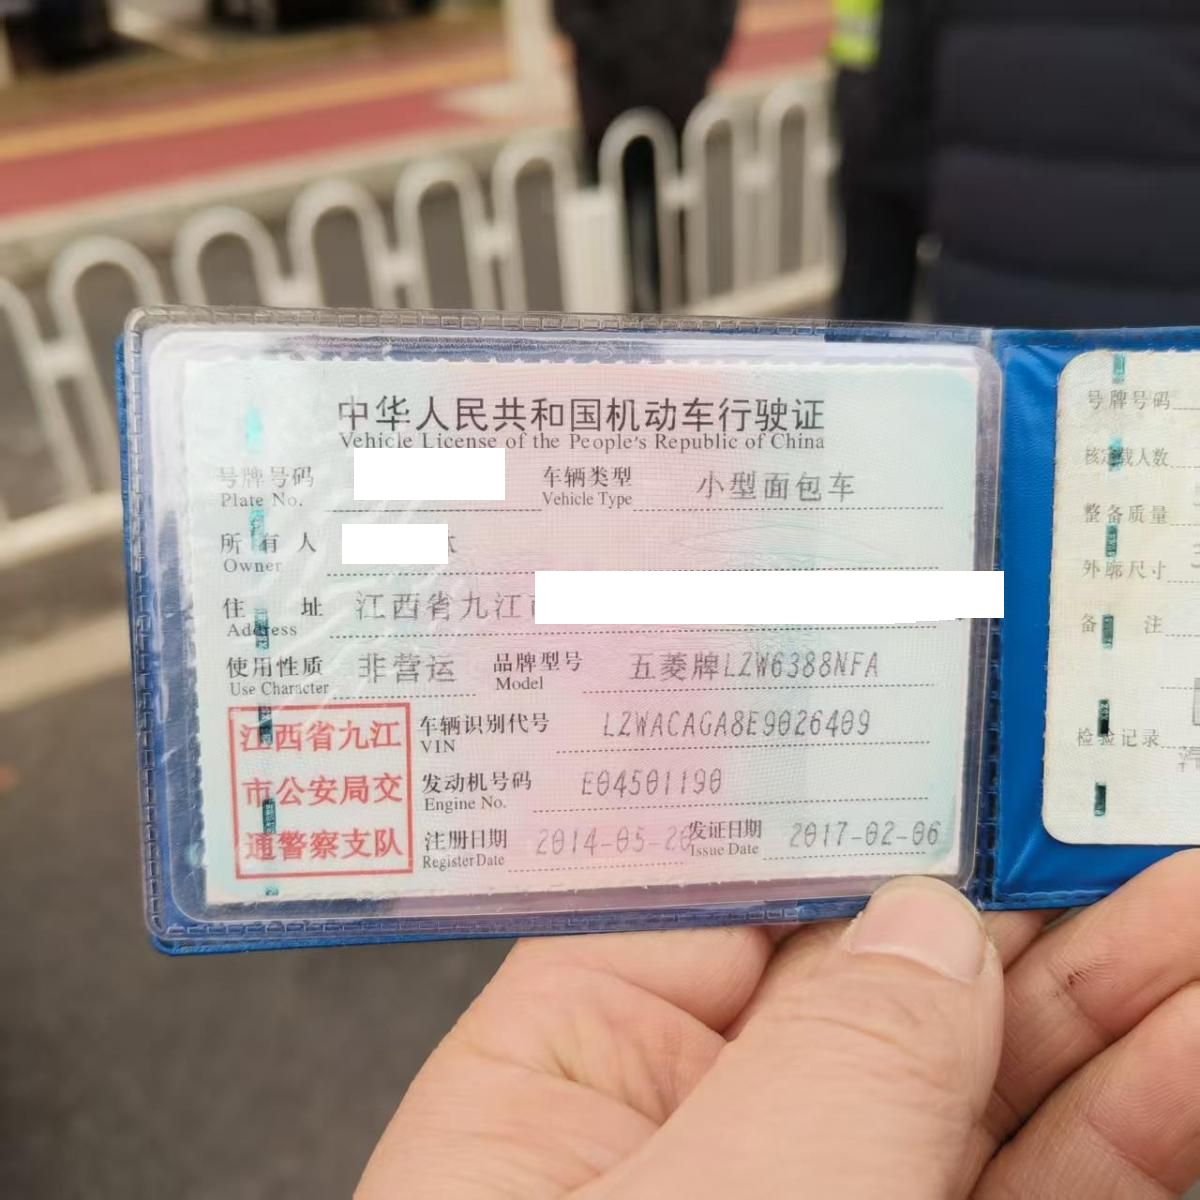 中华人民共和国机动车行驶证
Vehicle License of the People's Republic of China
号牌号码 车辆类型 小型面包车
Plate No. Vehicle Type
所有人
Owner
住址 江西省九江
Address
使用性质 非营运 品牌型号 五菱牌LZW6388NFA
Use Character Model
江西省九江
市公安局交
通警察支队
车辆识别代号 LZWACAGA8E9026409
VIN
发动机号码 E04501190
Engine No.
注册日期 2014-05-20 发证日期 2017-02-06
Register Date Issue Date
号牌号码
核定载人数
整备质量
外廓尺寸
备注
检验记录